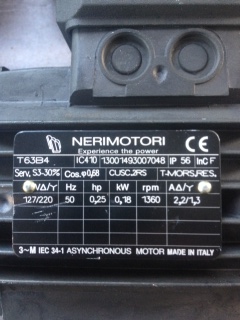 NERIMOTORI
Experience the power
CE
T63B4 IC410 13001493007048 IP 56 InC F
Serv. S3-30% Cos.φ0,68 CUSC.2RS T-MORS,RES.
V∆/Y Hz hp kW rpm A∆/Y
127/220 50 0,25 0,18 1360 2,2/1,3
3~M IEC 34-1 ASYNCHRONOUS MOTOR MADE IN ITALY